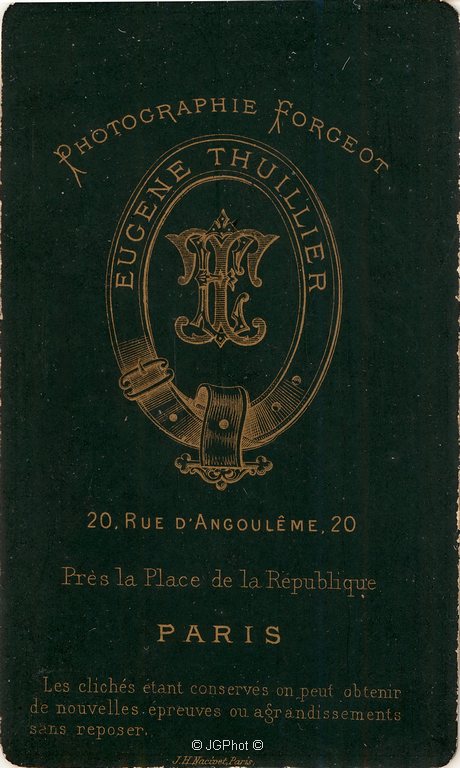 PHOTOGRAPHIE FORGEOT
EUGENE THUILLIER
20, RUE D'ANGOULÊME, 20
Près la Place de la République
PARIS
Les clichés étant conservés on peut obtenir
de nouvelles épreuves ou agrandissements
sans reposer.
J.H. Nacivet, Paris.
© JGPhot ©